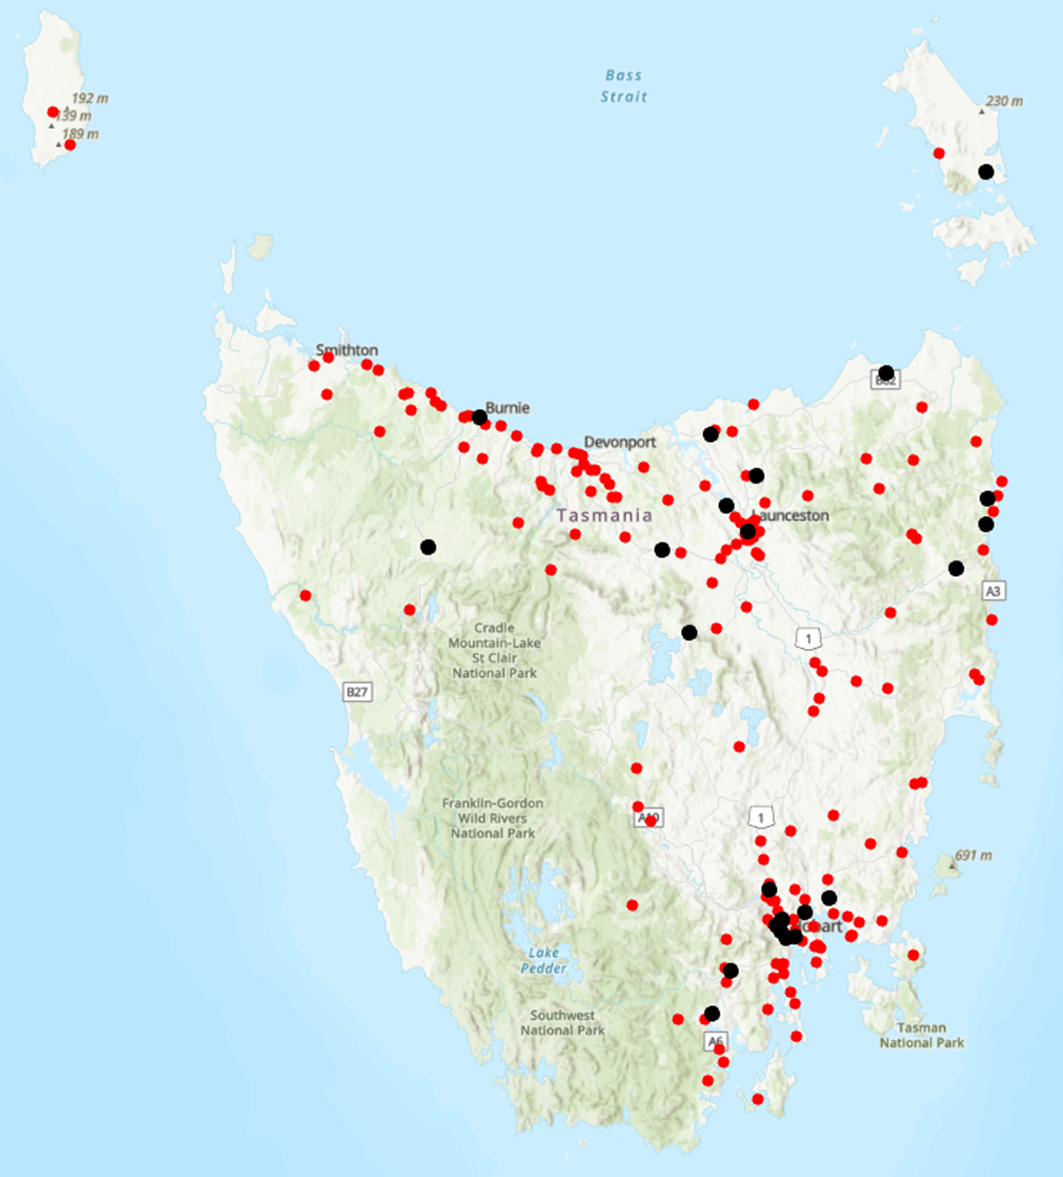 Bass
Strait
192 m
139 m
189 m
230 m
Smithton
B82
Burnie
Devonport
Tasmania
Launceston
A3
1
Cradle
Mountain-Lake
St Clair
National Park
B27
Franklin-Gordon
Wild Rivers
National Park
A10
1
691 m
Hobart
Lake
Pedder
Southwest
National Park
Tasman
National Park
A6